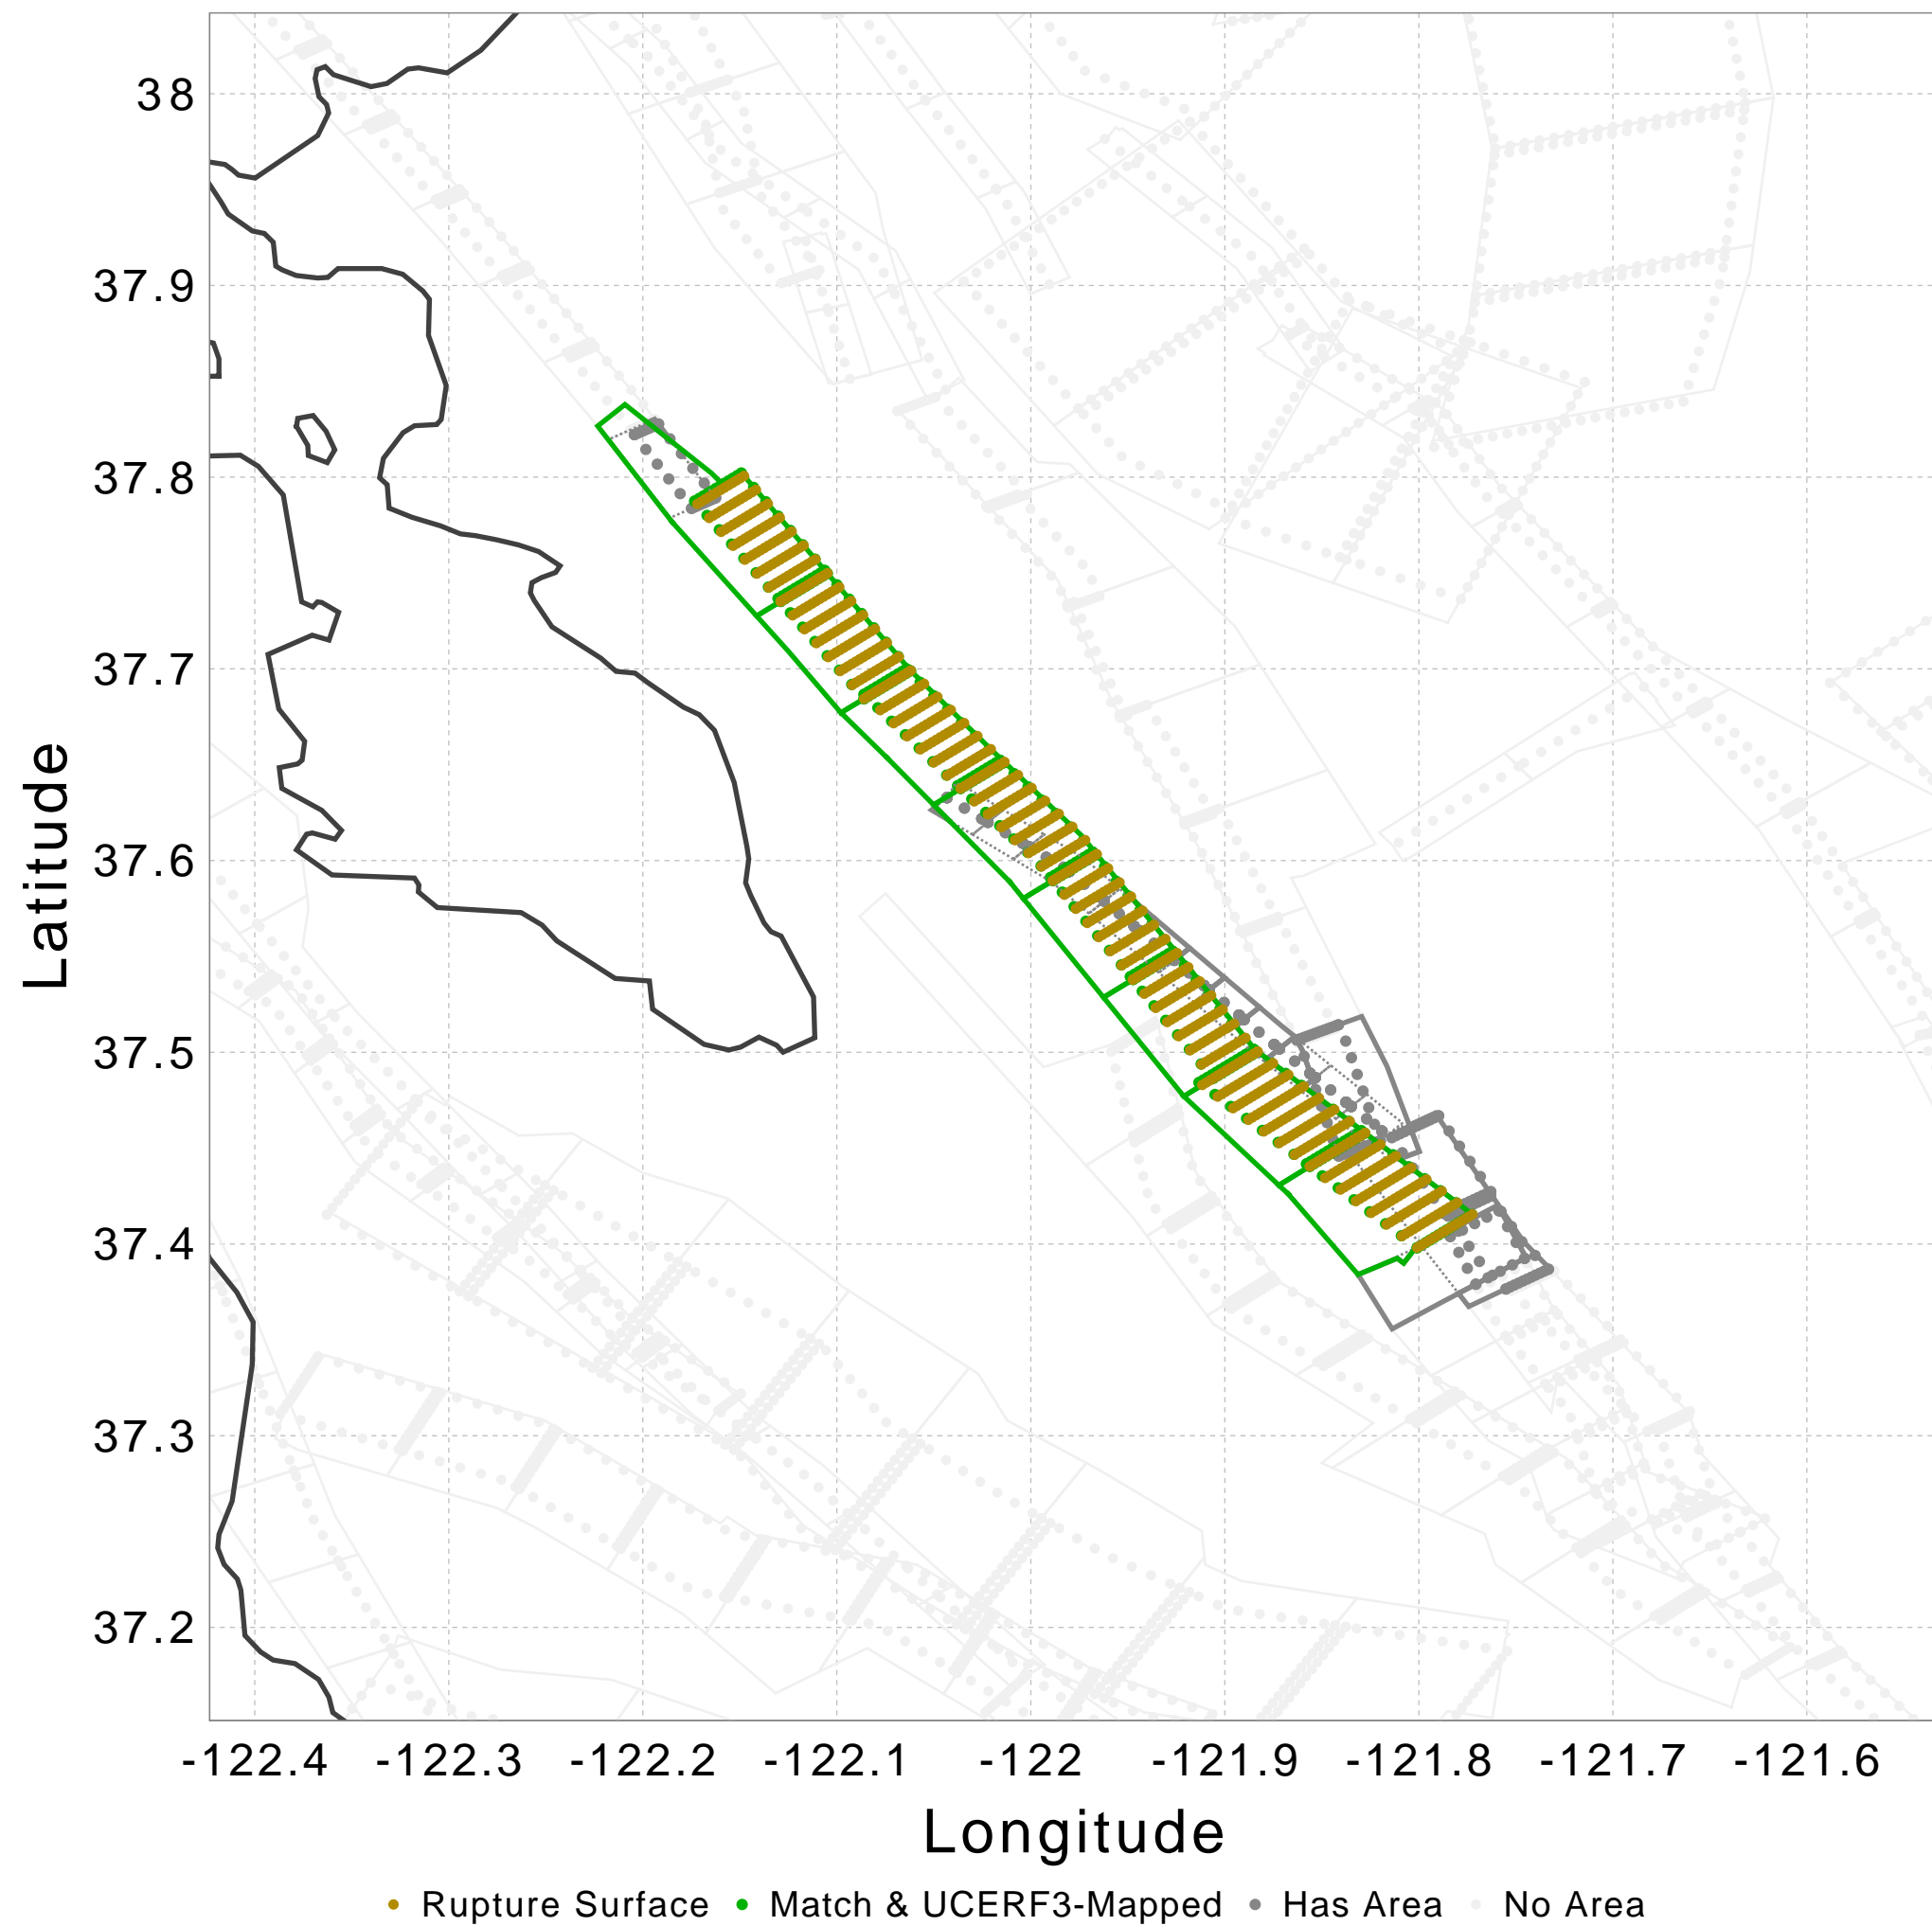 38
37.9
37.8
37.7
37.6
37.5
37.4
37.3
37.2
Latitude
-122.4 -122.3 -122.2 -122.1 -122 -121.9 -121.8 -121.7 -121.6
Longitude
Rupture Surface Match & UCERF3-Mapped Has Area No Area